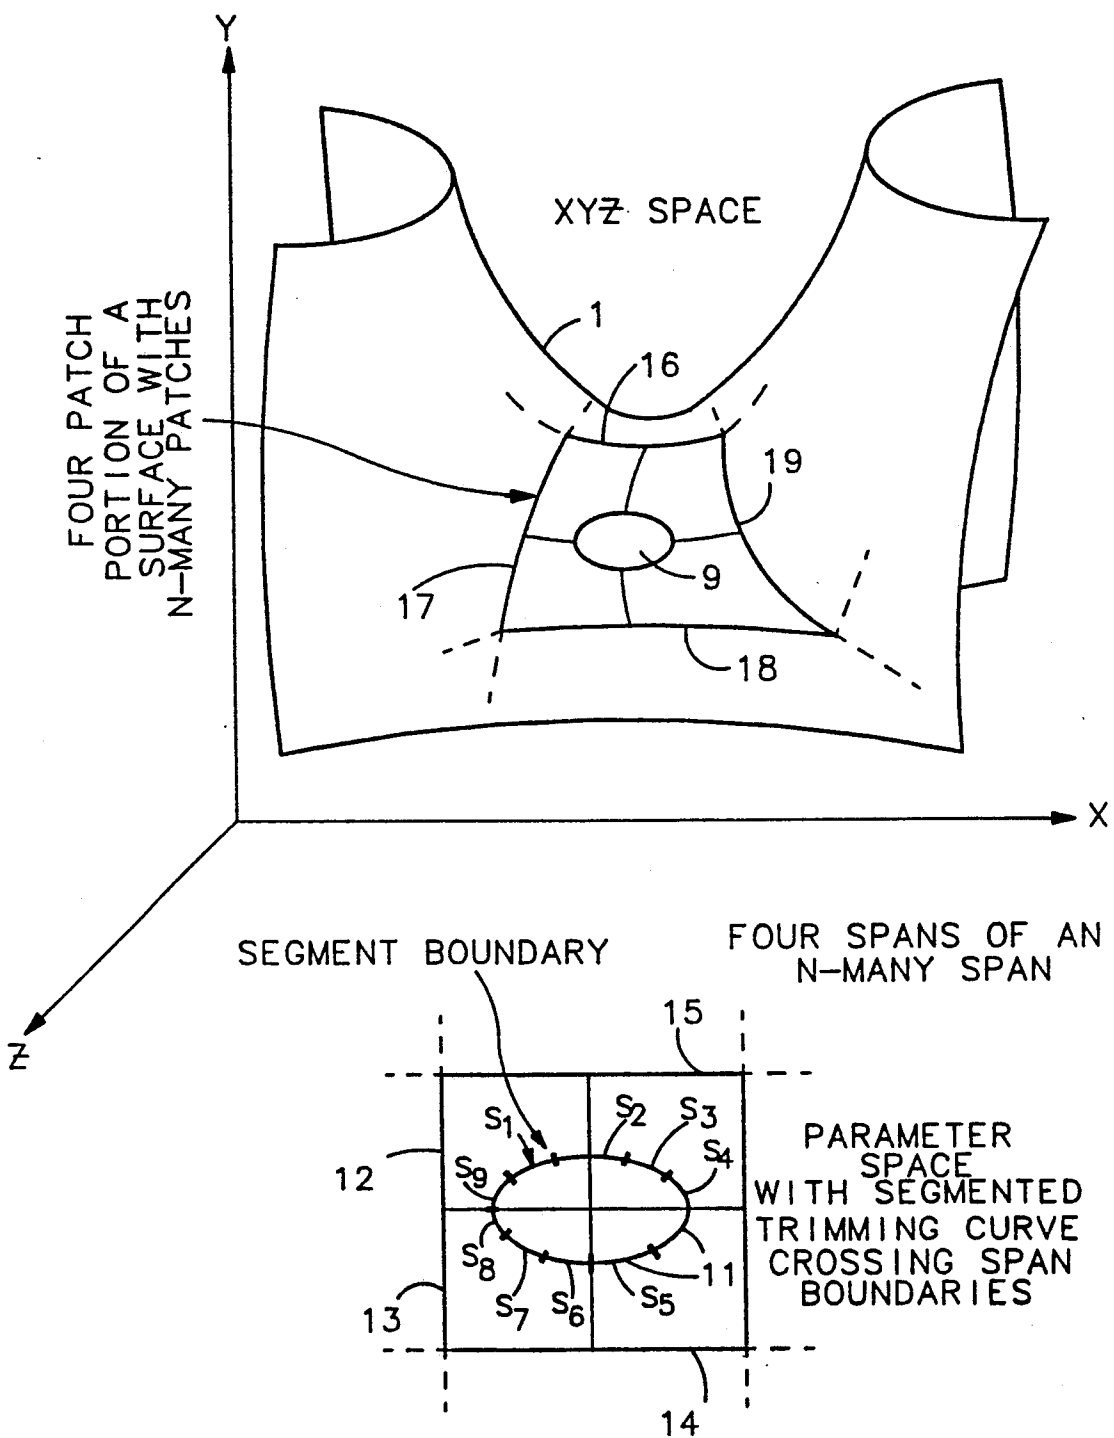 Y
XYZ SPACE
FOUR PATCH
PORTION OF A
SURFACE WITH
N-MANY PATCHES
1
16
19
9
17
18
X
Z
SEGMENT BOUNDARY
FOUR SPANS OF AN
N-MANY SPAN
15
S1
S2
S3
S4
12
S9
S8
S7
S6
S5
11
13
14
PARAMETER
SPACE
WITH SEGMENTED
TRIMMING CURVE
CROSSING SPAN
BOUNDARIES